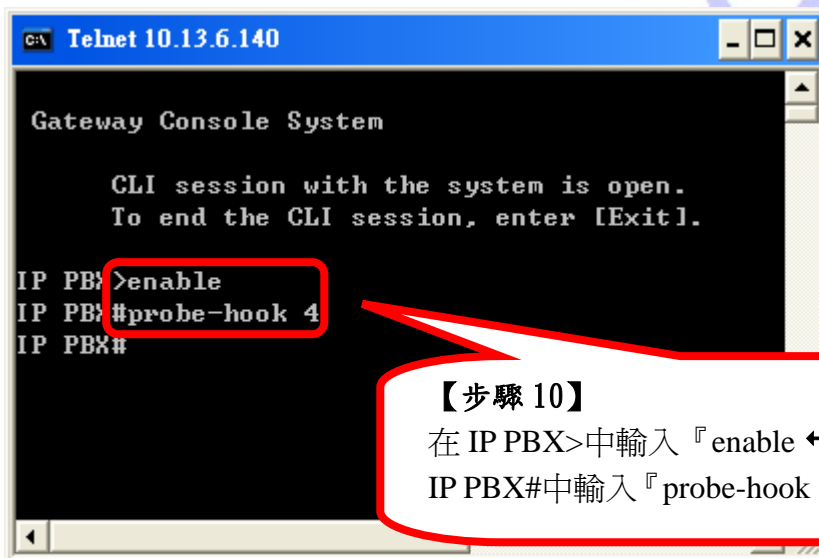 Telnet 10.13.6.140
Gateway Console System
CLI session with the system is open.
To end the CLI session, enter [Exit].
IP PBX>enable
IP PBX#probe-hook 4
IP PBX#
【步驟 10】
在 IP PBX>中輸入『enable ↵
IP PBX#中輸入『probe-hook